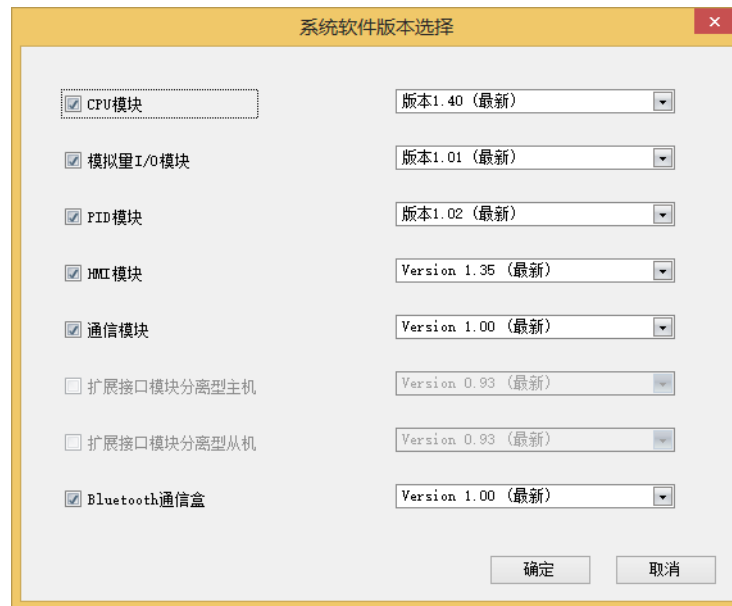 系统软件版本选择
CPU模块 版本1.40 (最新)
模拟量I/O模块 版本1.01 (最新)
PID模块 版本1.02 (最新)
HMI模块 Version 1.35 (最新)
通信模块 Version 1.00 (最新)
扩展接口模块分离型主机 Version 0.93 (最新)
扩展接口模块分离型从机 Version 0.93 (最新)
Bluetooth通信盒 Version 1.00 (最新)
确定 取消